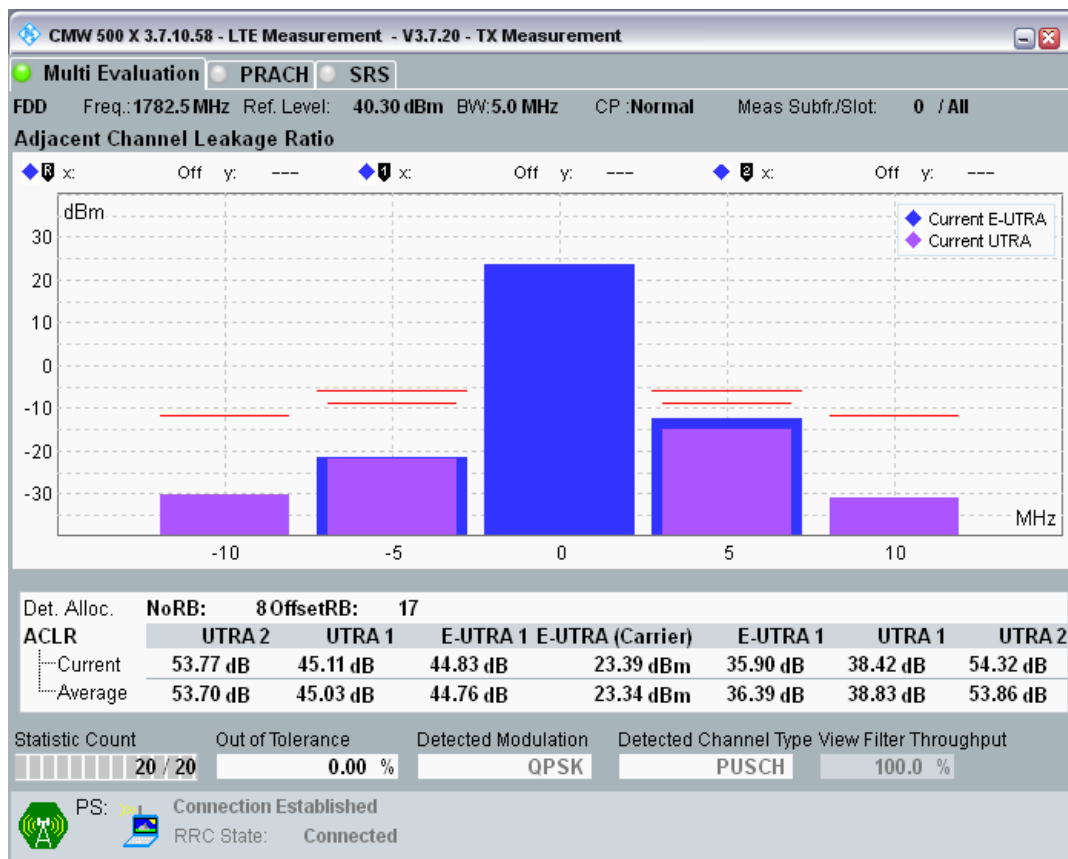 CMW 500 X 3.7.10.58 - LTE Measurement - V3.7.20 - TX Measurement
Multi Evaluation PRACH SRS
FDD Freq.:1782.5 MHz Ref. Level: 40.30 dBm BW:5.0 MHz CP :Normal Meas Subfr./Slot: 0 / All
Adjacent Channel Leakage Ratio
R x: Off y: --- 1 x: Off y: --- 2 x: Off y: ---
dBm
Current E-UTRA
Current UTRA
30
20
10
0
-10
-20
-30
MHz
-10 -5 0 5 10
Det. Alloc. NoRB: 8 OffsetRB: 17
ACLR UTRA 2 UTRA 1 E-UTRA 1 E-UTRA (Carrier) E-UTRA 1 UTRA 1 UTRA 2
Current 53.77 dB 45.11 dB 44.83 dB 23.39 dBm 35.90 dB 38.42 dB 54.32 dB
Average 53.70 dB 45.03 dB 44.76 dB 23.34 dBm 36.39 dB 38.83 dB 53.86 dB
Statistic Count Out of Tolerance Detected Modulation Detected Channel Type View Filter Throughput
20 / 20 0.00 % QPSK PUSCH 100.0 %
PS: Connection Established
RRC State: Connected